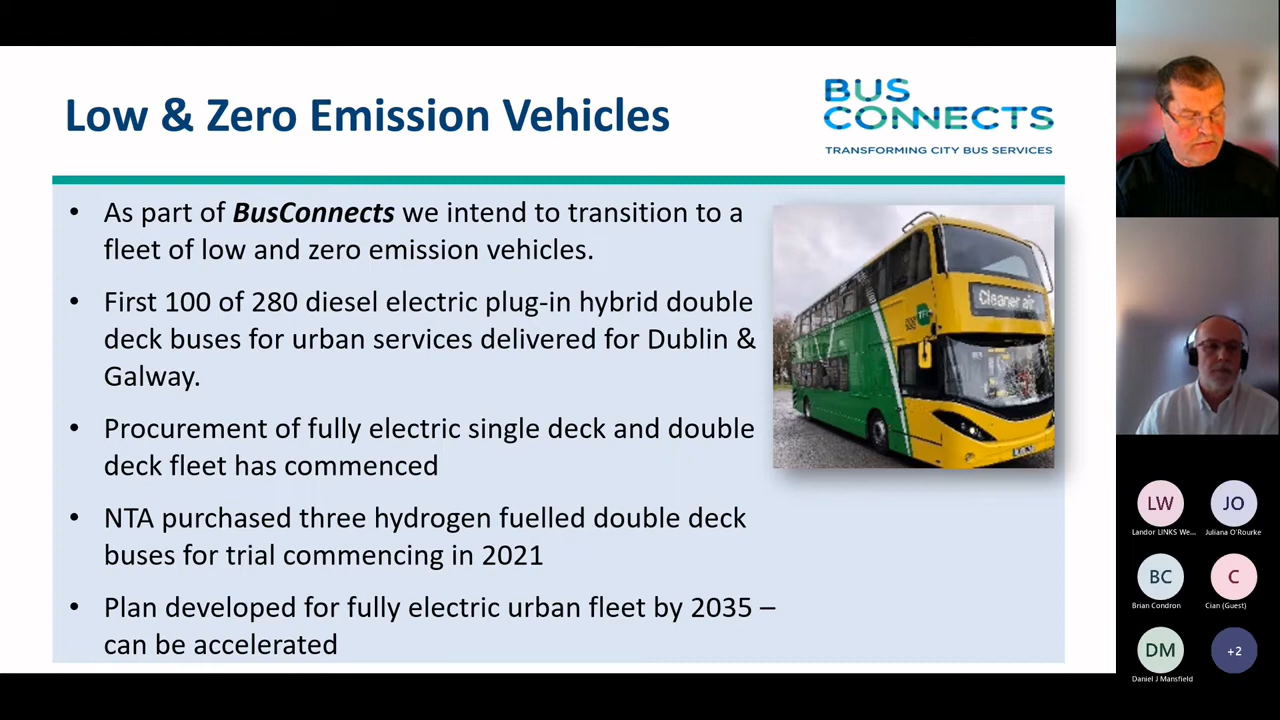 Low & Zero Emission Vehicles
BUS
CONNECTS
TRANSFORMING CITY BUS SERVICES
• As part of BusConnects we intend to transition to a
fleet of low and zero emission vehicles.
• First 100 of 280 diesel electric plug-in hybrid double
deck buses for urban services delivered for Dublin &
Galway.
• Procurement of fully electric single deck and double
deck fleet has commenced
• NTA purchased three hydrogen fuelled double deck
buses for trial commencing in 2021
• Plan developed for fully electric urban fleet by 2035 –
can be accelerated
Cleaner air
LW
Landor LINKS We...
JO
Juliana O'Rourke
BC
Brian Condron
C
Cian (Guest)
DM
Daniel J Mansfield
+2